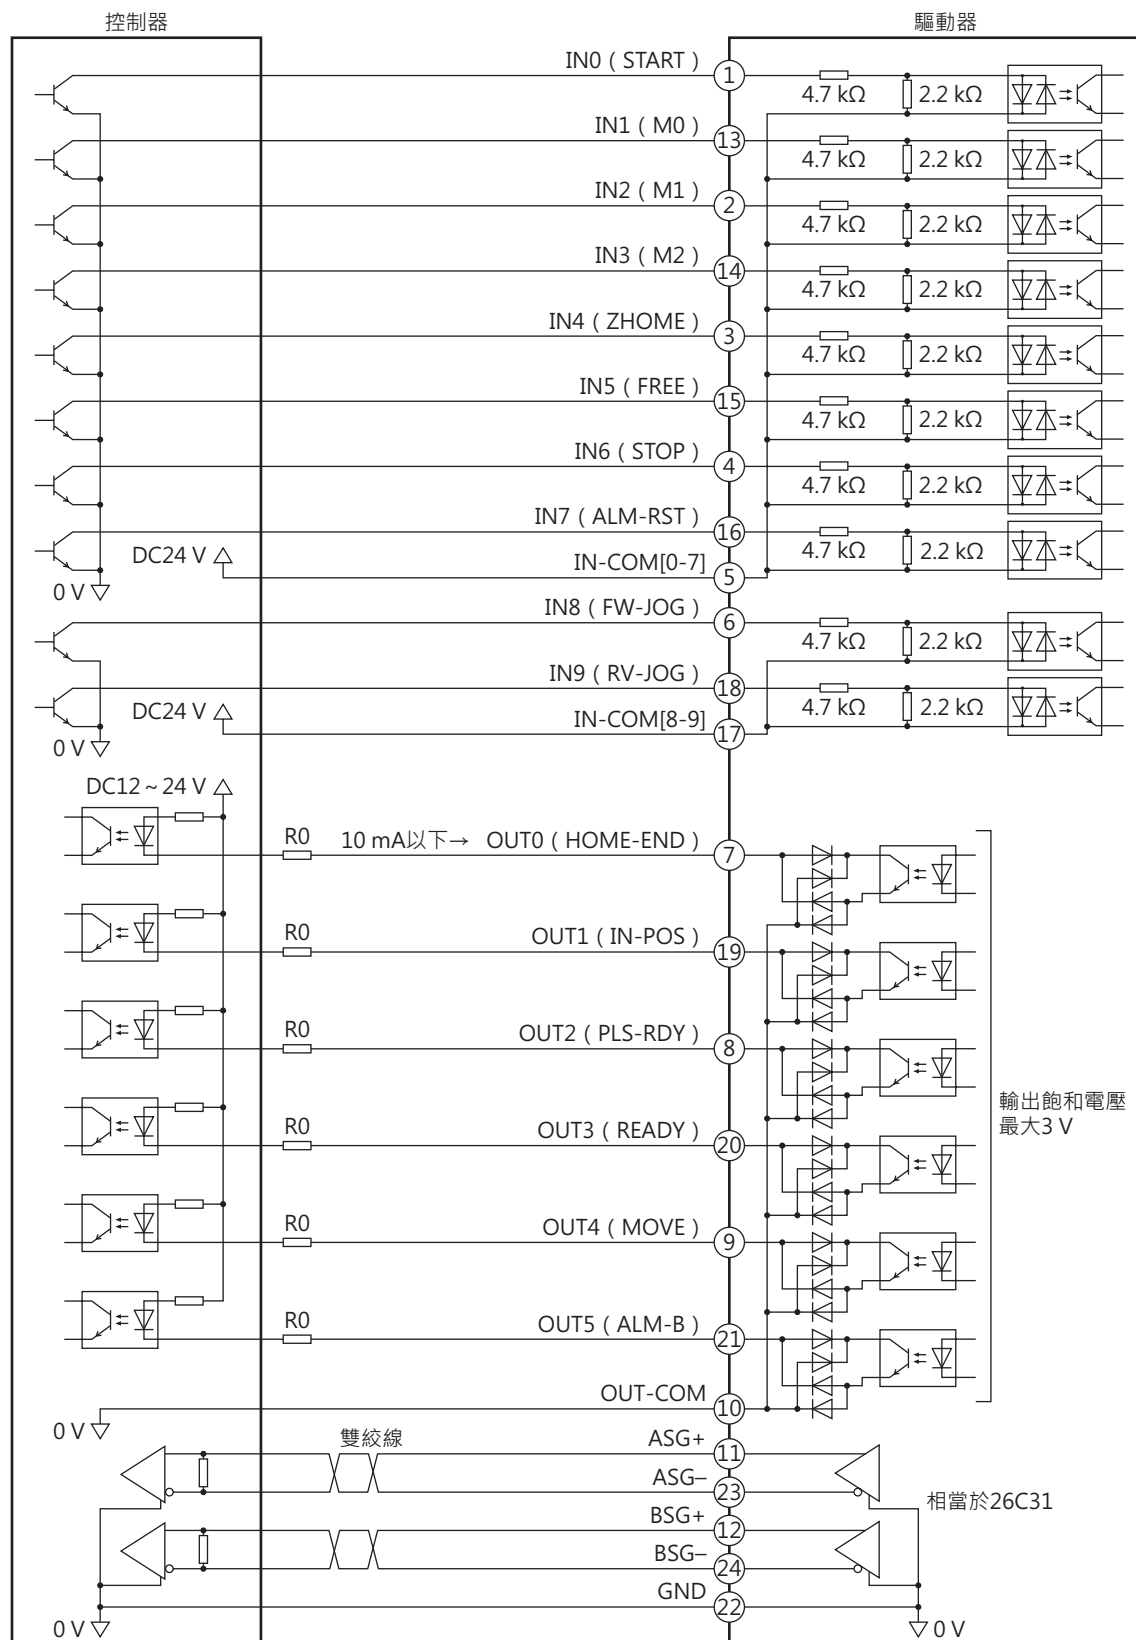 控制器
驅動器
IN0 ( START )
1
4.7 kΩ
2.2 kΩ
IN1 ( M0 )
13
4.7 kΩ
2.2 kΩ
IN2 ( M1 )
2
4.7 kΩ
2.2 kΩ
IN3 ( M2 )
14
4.7 kΩ
2.2 kΩ
IN4 ( ZHOME )
3
4.7 kΩ
2.2 kΩ
IN5 ( FREE )
15
4.7 kΩ
2.2 kΩ
IN6 ( STOP )
4
4.7 kΩ
2.2 kΩ
IN7 ( ALM-RST )
16
4.7 kΩ
2.2 kΩ
DC24 V
IN-COM[0-7]
5
0 V
IN8 ( FW-JOG )
6
4.7 kΩ
2.2 kΩ
IN9 ( RV-JOG )
18
4.7 kΩ
2.2 kΩ
DC24 V
IN-COM[8-9]
17
0 V
DC12 ~ 24 V
R0
10 mA以下→
OUT0 ( HOME-END )
7
R0
OUT1 ( IN-POS )
19
R0
OUT2 ( PLS-RDY )
8
輸出飽和電壓
最大3 V
R0
OUT3 ( READY )
20
R0
OUT4 ( MOVE )
9
R0
OUT5 ( ALM-B )
21
OUT-COM
10
0 V
雙絞線
ASG+
11
ASG–
23
相當於26C31
BSG+
12
BSG–
24
GND
22
0 V
0 V